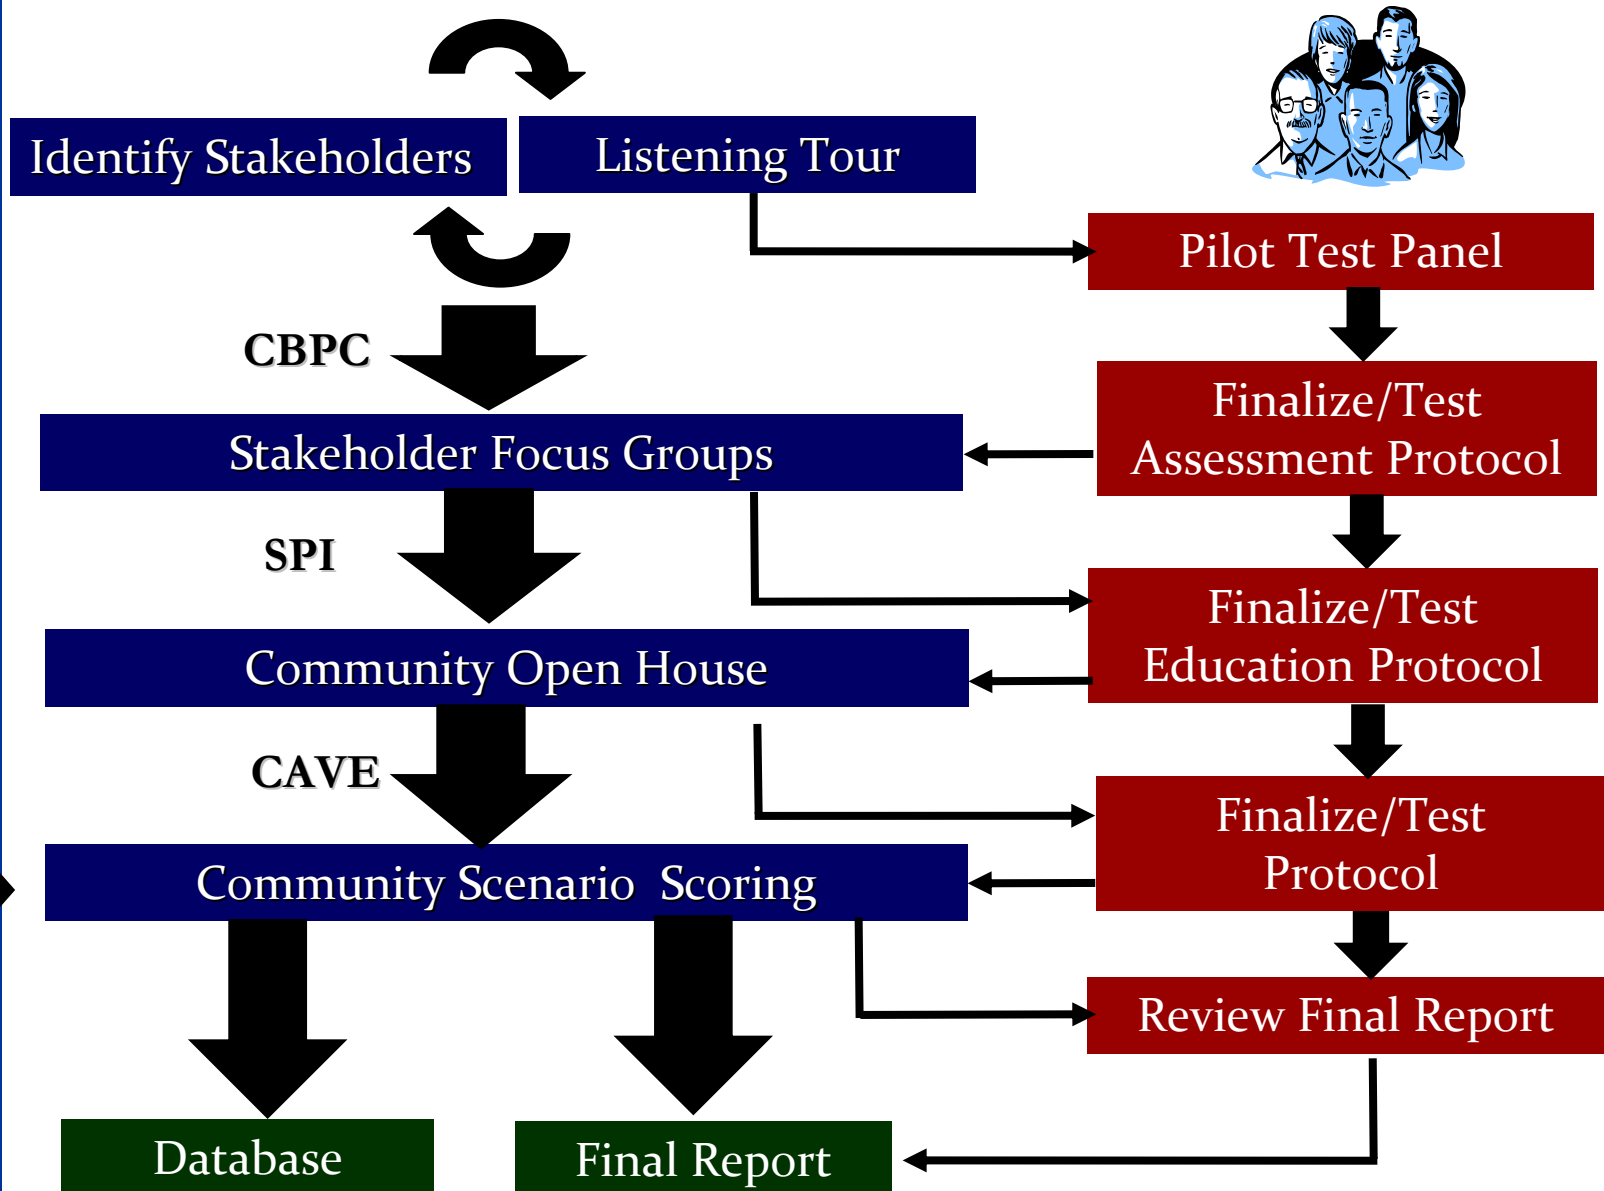 Identify Stakeholders
Listening Tour
Pilot Test Panel
CBPC
Finalize/Test
Assessment Protocol
Stakeholder Focus Groups
SPI
Finalize/Test
Education Protocol
Community Open House
CAVE
Finalize/Test
Protocol
Community Scenario Scoring
Review Final Report
Database
Final Report